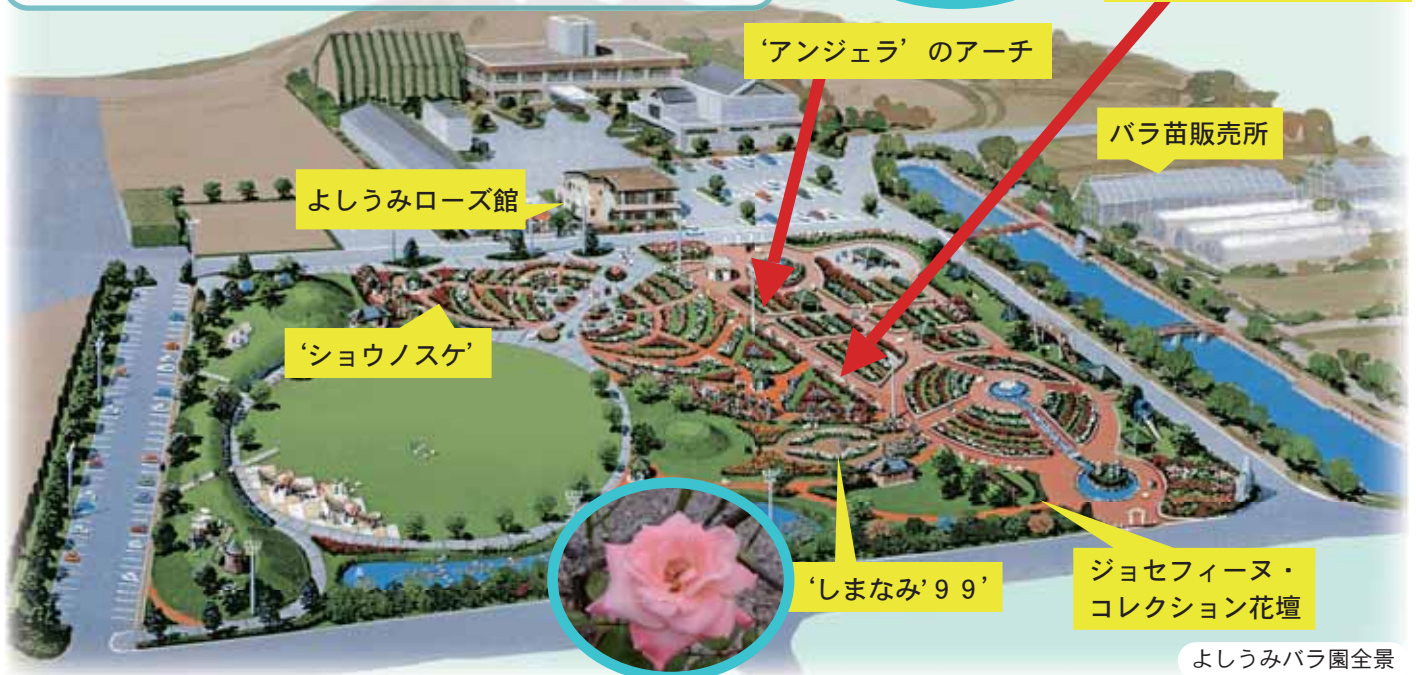 ‘アンジェラ’のアーチ
バラ苗販売所
よしうみローズ館
‘ショウノスケ’
‘しまなみ’９９’
ジョセフィーヌ・
コレクション花壇
よしうみバラ園全景